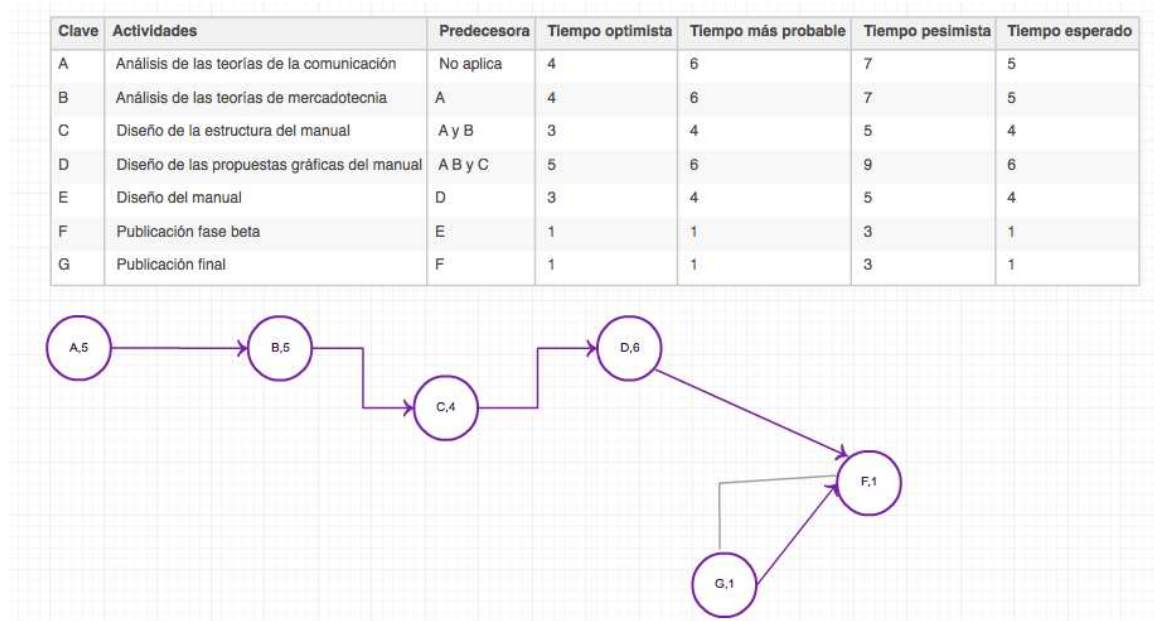 Clave Actividades Predecesora Tiempo optimista Tiempo más probable Tiempo pesimista Tiempo esperado
A Análisis de las teorías de la comunicación No aplica 4 6 7 5
B Análisis de las teorías de mercadotecnia A 4 6 7 5
C Diseño de la estructura del manual A y B 3 4 5 4
D Diseño de las propuestas gráficas del manual A B y C 5 6 9 6
E Diseño del manual D 3 4 5 4
F Publicación fase beta E 1 1 3 1
G Publicación final F 1 1 3 1
A,5 B,5 D,6
C,4
F,1
G,1